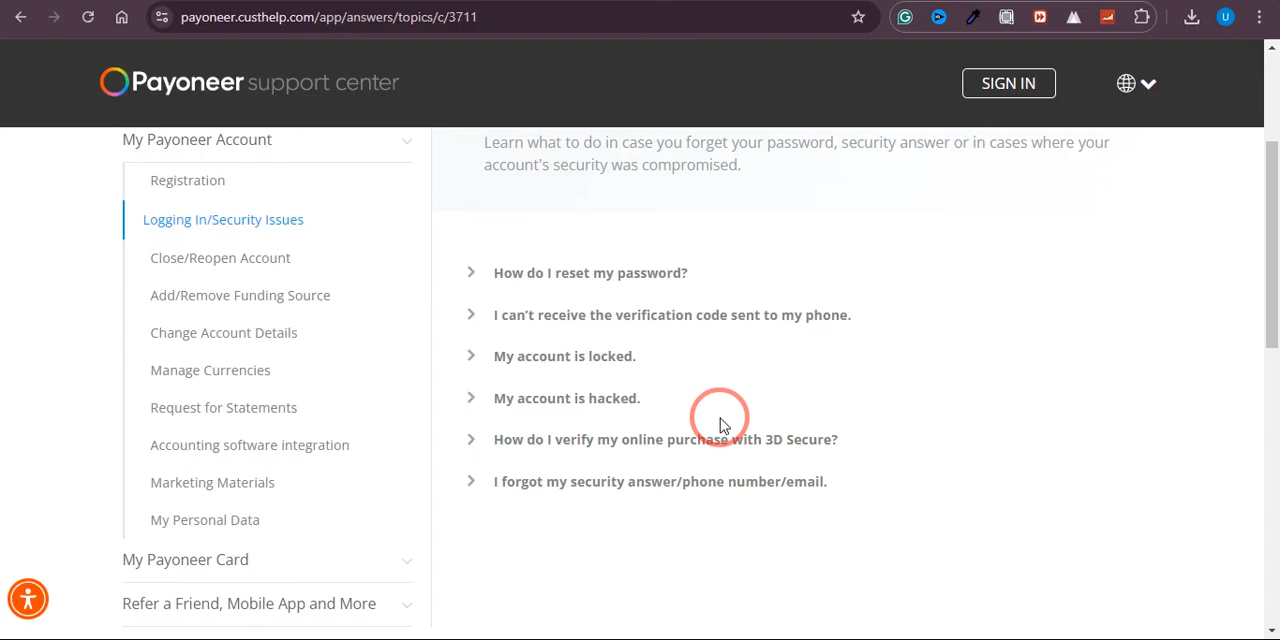 payoneer.custhelp.com/app/answers/topics/c/3711
U
Payoneer support center
SIGN IN
My Payoneer Account
Registration
Logging In/Security Issues
Close/Reopen Account
Add/Remove Funding Source
Change Account Details
Manage Currencies
Request for Statements
Accounting software integration
Marketing Materials
My Personal Data
My Payoneer Card
Refer a Friend, Mobile App and More
Learn what to do in case you forget your password, security answer or in cases where your
account's security was compromised.
How do I reset my password?
I can’t receive the verification code sent to my phone.
My account is locked.
My account is hacked.
How do I verify my online purchase with 3D Secure?
I forgot my security answer/phone number/email.